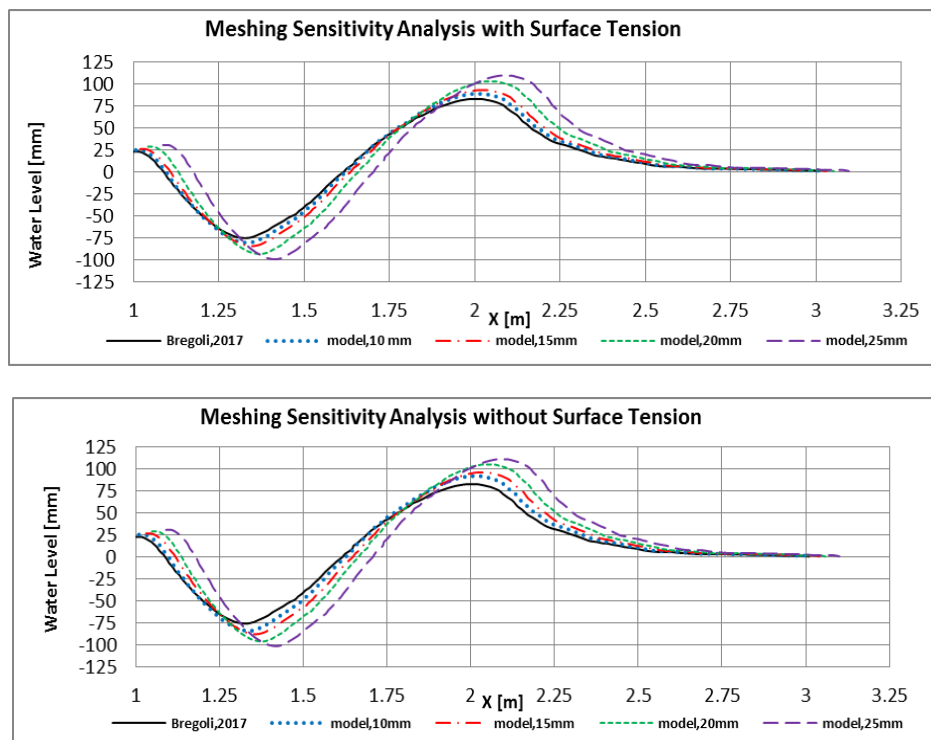 Meshing Sensitivity Analysis with Surface Tension
125
100
75
50
25
0
-25
-50
-75
-100
-125
Water Level [mm]
1 1.25 1.5 1.75 2 2.25 2.5 2.75 3 3.25
X [m]
Bregoli,2017 model,10 mm model,15mm model,20mm model,25mm
Meshing Sensitivity Analysis without Surface Tension
125
100
75
50
25
0
-25
-50
-75
-100
-125
Water Level [mm]
1 1.25 1.5 1.75 2 2.25 2.5 2.75 3 3.25
X [m]
Bregoli,2017 model,10mm model,15mm model,20mm model,25mm